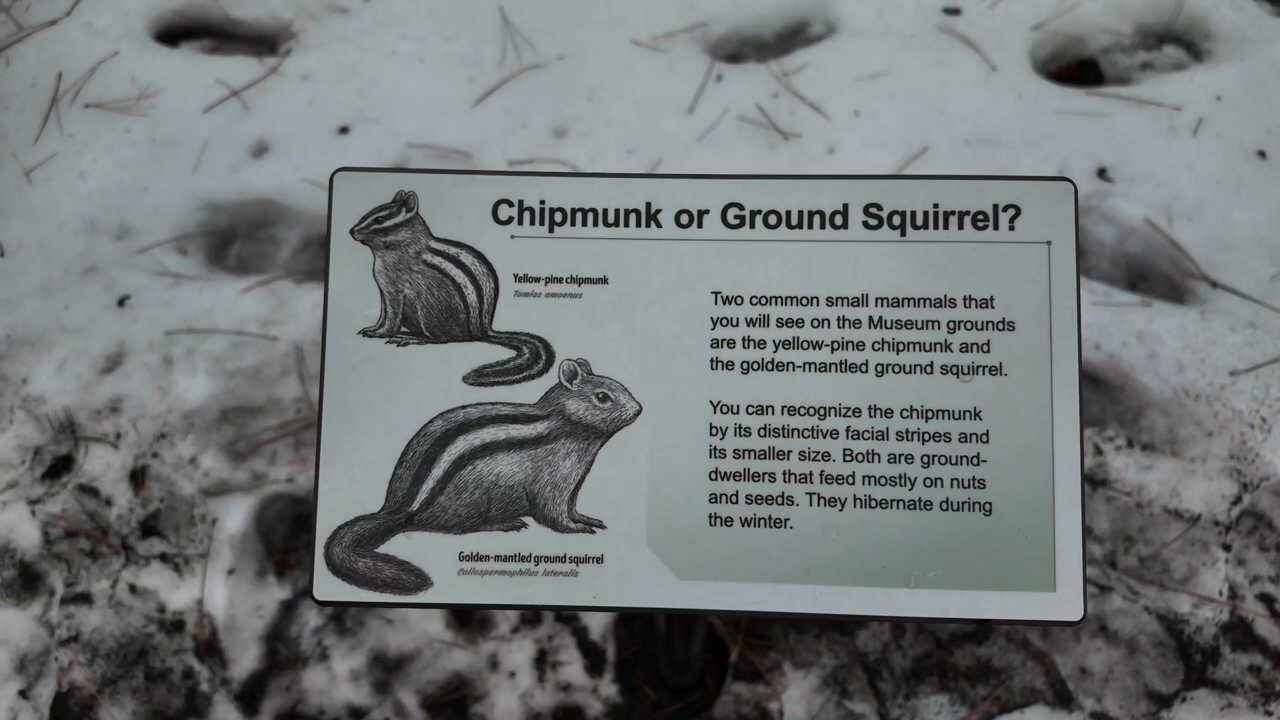 Chipmunk or Ground Squirrel?
Yellow-pine chipmunk
Tamias amoenus
Two common small mammals that
you will see on the Museum grounds
are the yellow-pine chipmunk and
the golden-mantled ground squirrel.
You can recognize the chipmunk
by its distinctive facial stripes and
its smaller size. Both are ground-
dwellers that feed mostly on nuts
and seeds. They hibernate during
the winter.
Golden-mantled ground squirrel
Callospermophilus lateralis